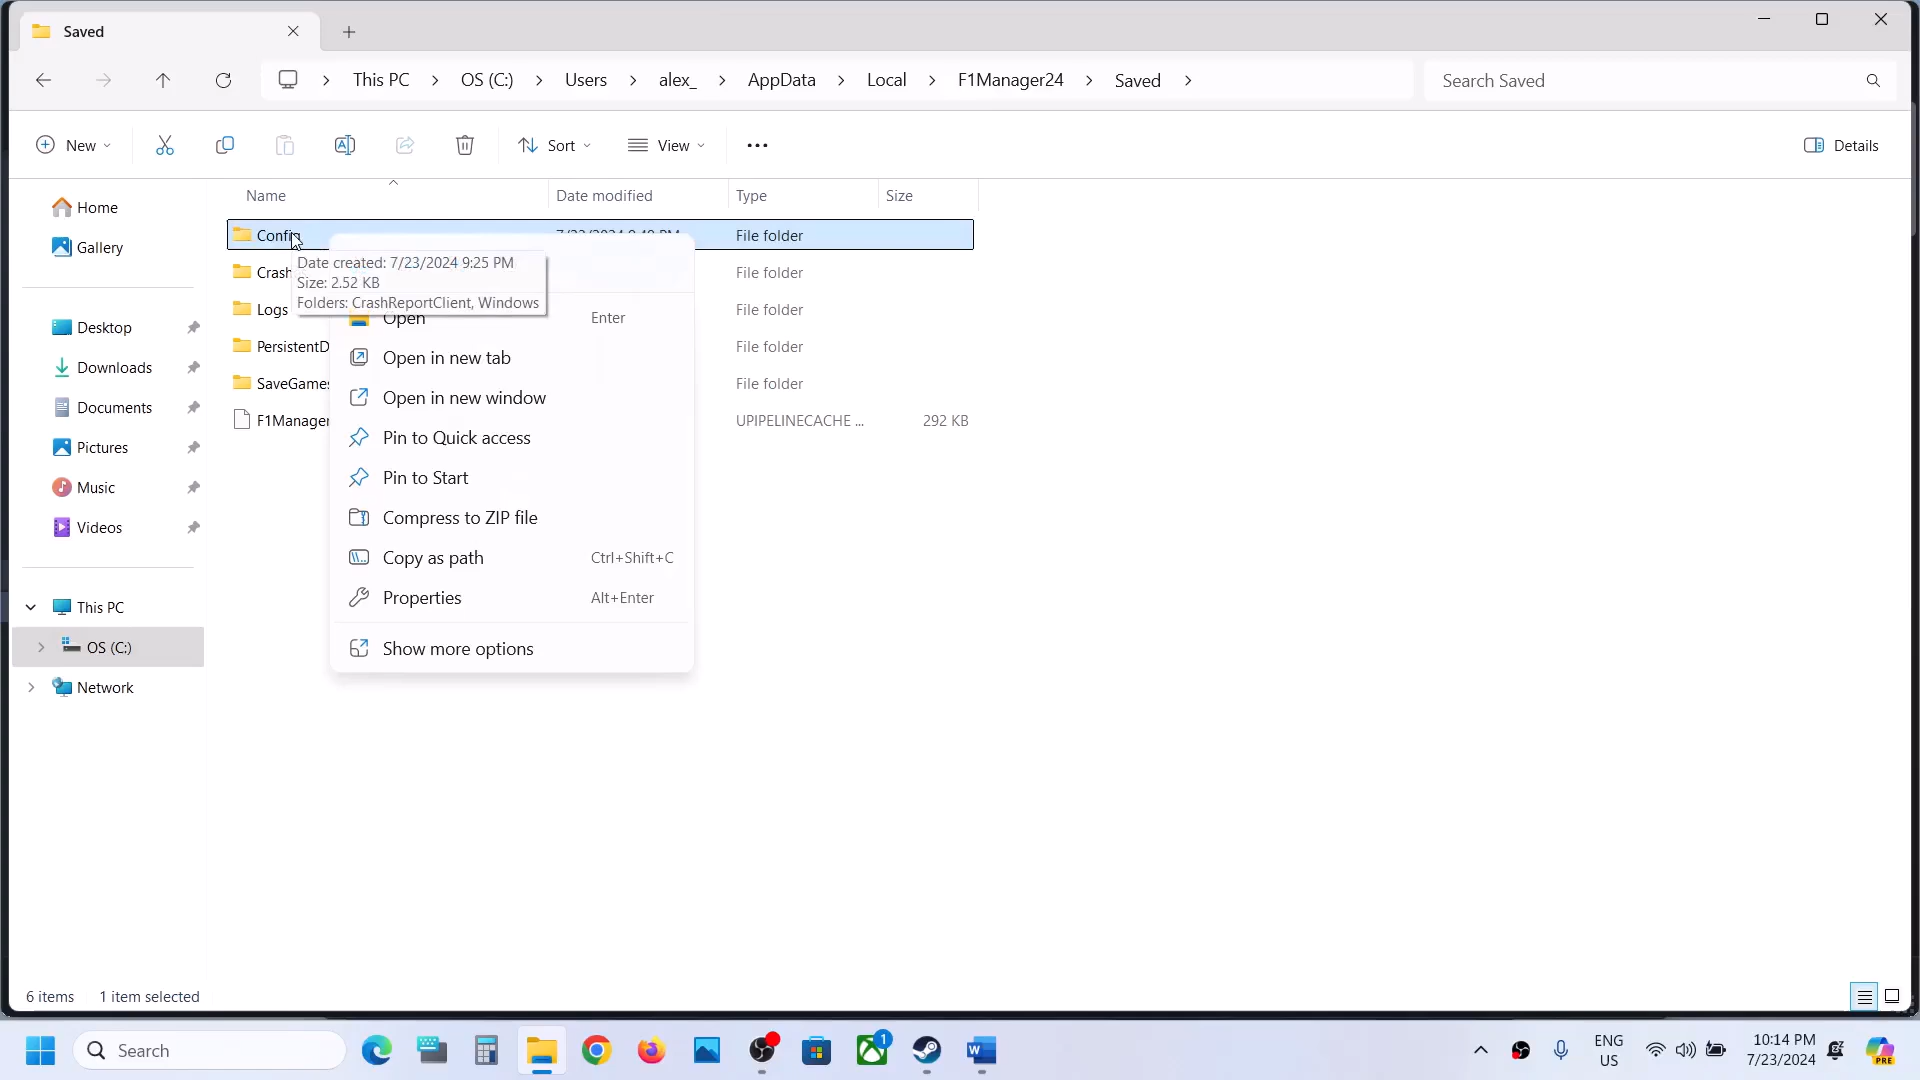 Saved
This PC
OS (C:)
Users
alex_
AppData
Local
F1Manager24
Saved
Search Saved
New
Sort
View
Details
Name
Date modified
Type
Size
Home
Gallery
Desktop
Downloads
Documents
Pictures
Music
Videos
This PC
OS (C:)
Network
Config
File folder
File folder
Logs
File folder
File folder
SaveGames
File folder
F1Manager
UPIPELINECACHE ...
292 KB
Date created: 7/23/2024 9:25 PM
Size: 2.52 KB
Folders: CrashReportClient, Windows
Open
Enter
Open in new tab
Open in new window
Pin to Quick access
Pin to Start
Compress to ZIP file
Copy as path
Ctrl+Shift+C
Properties
Alt+Enter
Show more options
6 items
1 item selected
Search
1
ENG
US
10:14 PM
7/23/2024
PRE